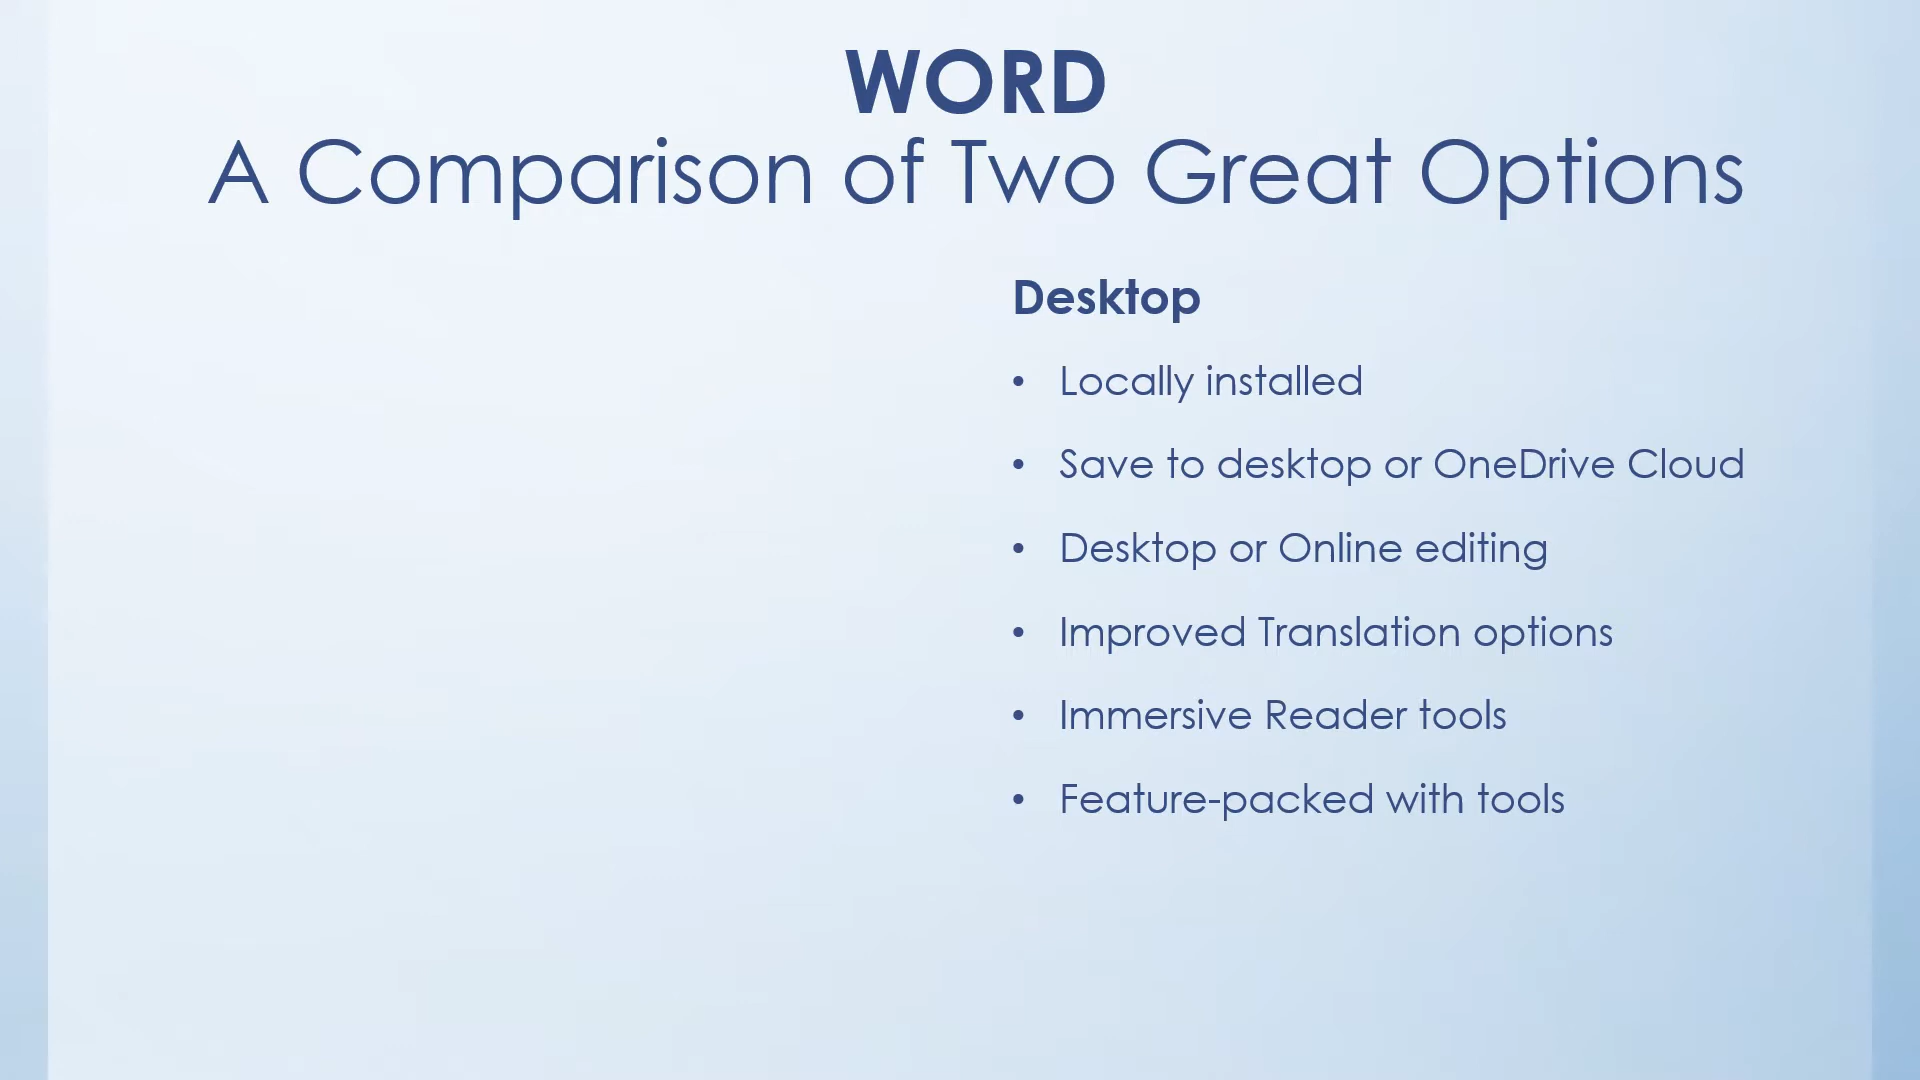 WORD
A Comparison of Two Great Options
Desktop
• Locally installed
• Save to desktop or OneDrive Cloud
• Desktop or Online editing
• Improved Translation options
• Immersive Reader tools
• Feature-packed with tools